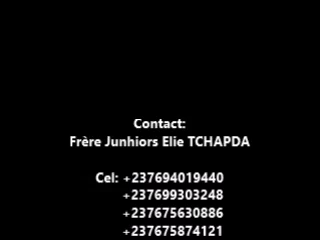 Contact:
Frère Junhiors Elie TCHAPDA
Cel: +237694019440
+237699303248
+237675630886
+237675874121